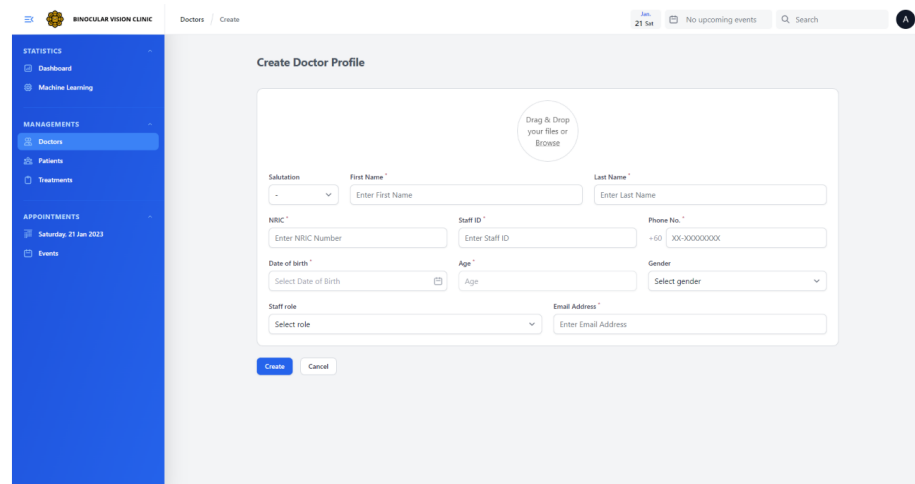 BINOCULAR VISION CLINIC
Doctors / Create
Jan.
21 Sat
No upcoming events
Search
A
STATISTICS
Dashboard
Machine Learning
MANAGEMENTS
Doctors
Patients
Treatments
APPOINTMENTS
Saturday, 21 Jan 2023
Events
Create Doctor Profile
Drag & Drop
your files or
Browse
Salutation
First Name *
Last Name *
-
Enter First Name
Enter Last Name
NRIC *
Staff ID *
Phone No. *
Enter NRIC Number
Enter Staff ID
+60 XX-XXXXXXXX
Date of birth *
Age *
Gender
Select Date of Birth
Age
Select gender
Staff role
Email Address *
Select role
Enter Email Address
Create
Cancel